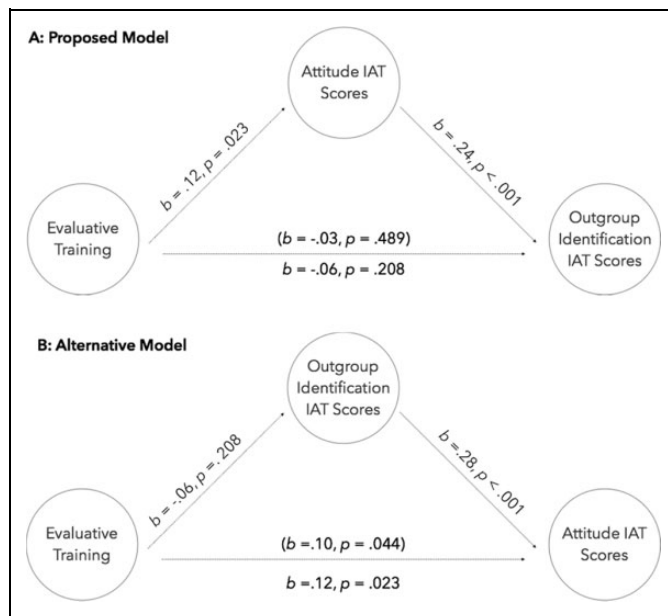 A: Proposed Model
Attitude IAT
Scores
b = .12, p = .023
b = .24, p < .001
Evaluative
Training
(b = -.03, p = .489)
b = -.06, p = .208
Outgroup
Identification
IAT Scores
B: Alternative Model
Outgroup
Identification
IAT Scores
b = -.06, p = .208
b =.28, p < .001
Evaluative
Training
(b =.10, p = .044)
b =.12, p = .023
Attitude IAT
Scores